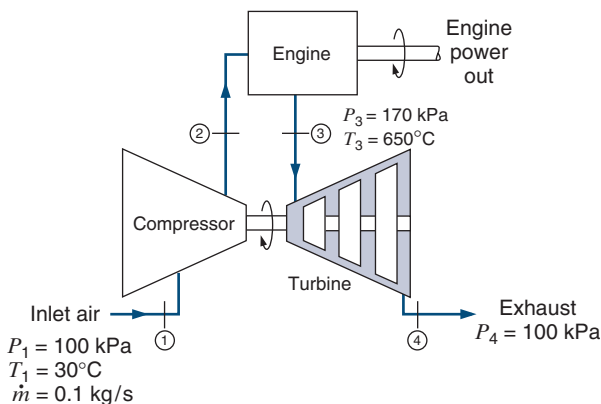 Engine
Engine
power
out
P3 = 170 kPa
T3 = 650°C
2
3
Compressor
Turbine
Inlet air
Exhaust
P4 = 100 kPa
1
4
P1 = 100 kPa
T1 = 30°C
ṁ = 0.1 kg/s